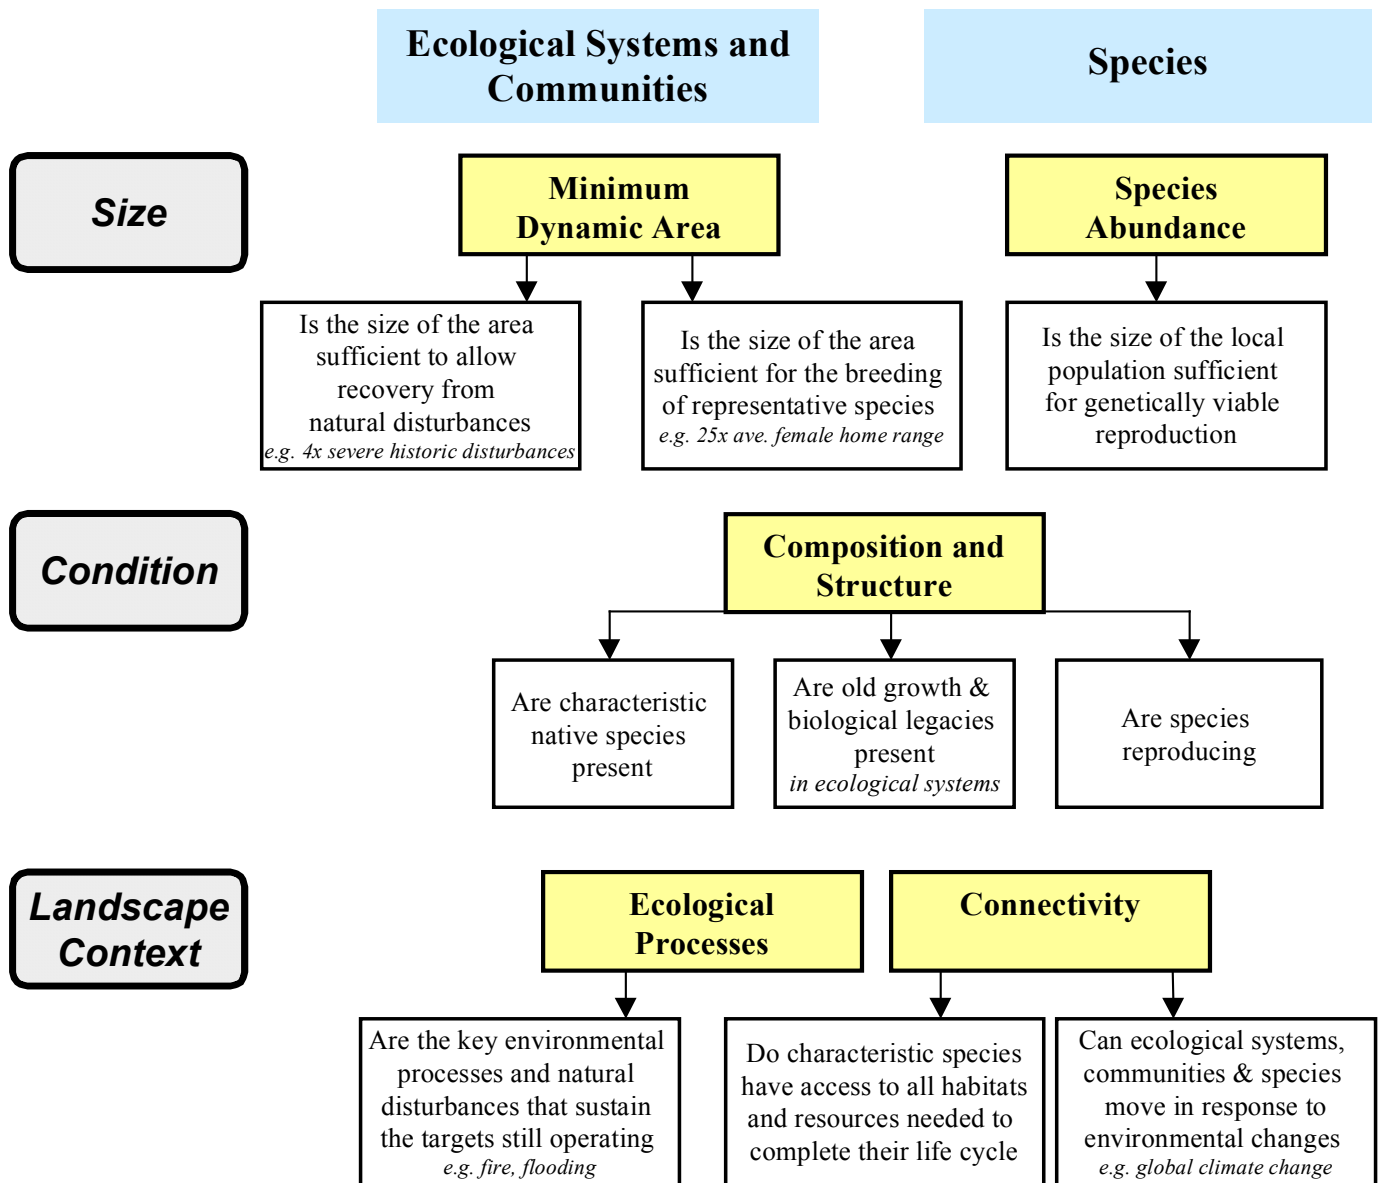 Ecological Systems and
Communities
Species
Size
Minimum
Dynamic Area
Species
Abundance
Is the size of the area
sufficient to allow
recovery from
natural disturbances
e.g. 4x severe historic disturbances
Is the size of the area
sufficient for the breeding
of representative species
e.g. 25x ave. female home range
Is the size of the local
population sufficient
for genetically viable
reproduction
Condition
Composition and
Structure
Are characteristic
native species
present
Are old growth &
biological legacies
present
in ecological systems
Are species
reproducing
Landscape
Context
Ecological
Processes
Connectivity
Are the key environmental
processes and natural
disturbances that sustain
the targets still operating
e.g. fire, flooding
Do characteristic species
have access to all habitats
and resources needed to
complete their life cycle
Can ecological systems,
communities & species
move in response to
environmental changes
e.g. global climate change